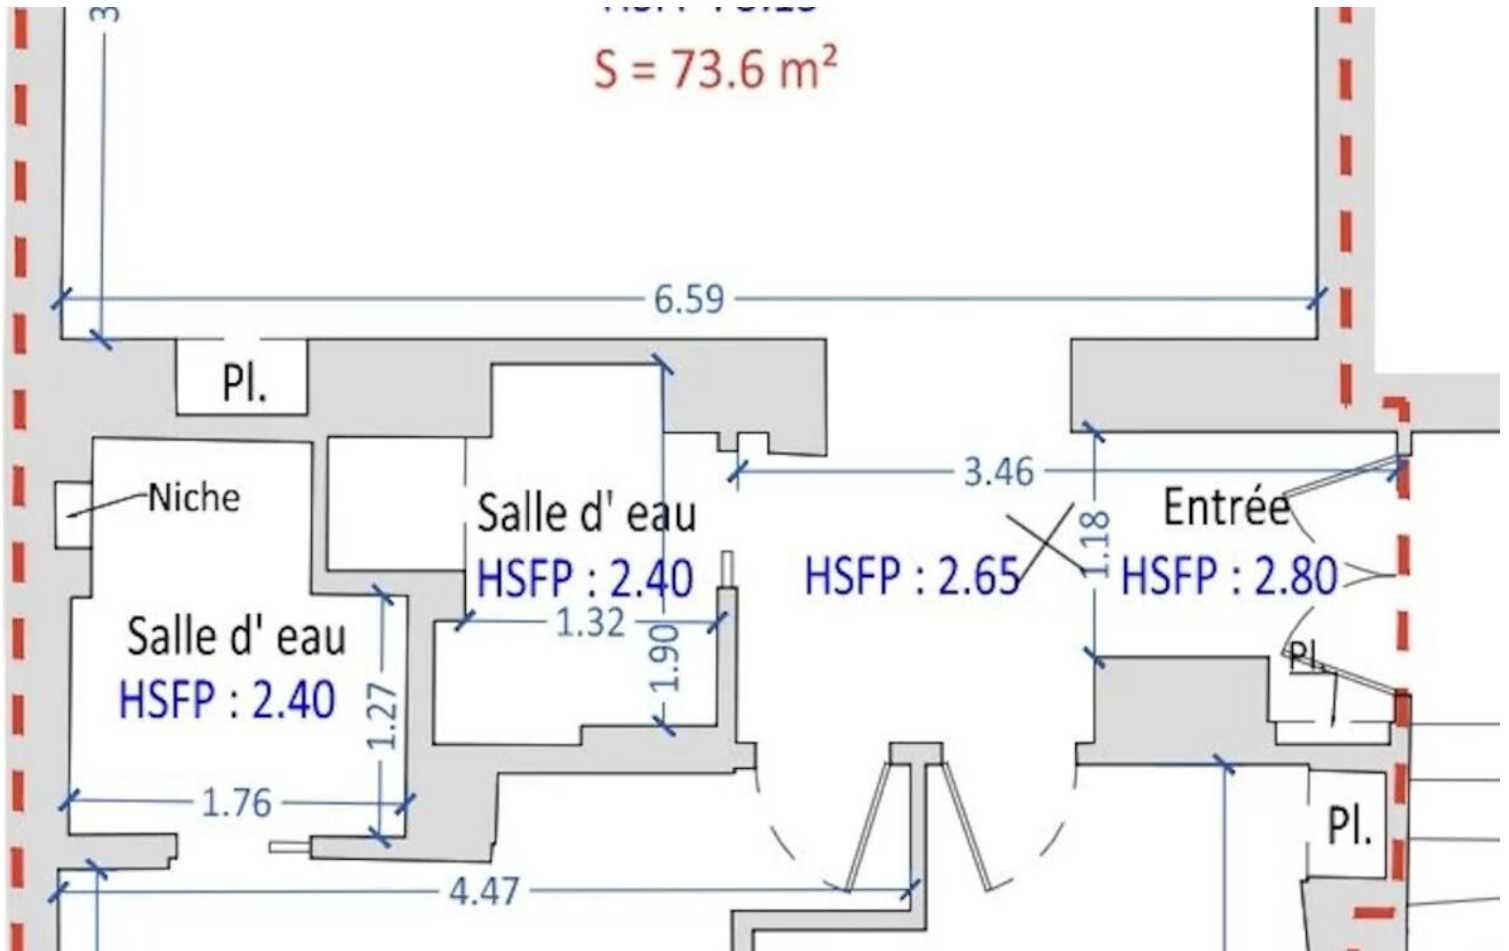 3
S = 73.6 m²
6.59
Pl.
3.46
Niche
Salle d' eau
Entrée
1.18
HSFP : 2.40
HSFP : 2.65
HSFP : 2.80
1.32
Salle d' eau
1.90
Pl.
HSFP : 2.40
1.27
1.76
Pl.
4.47